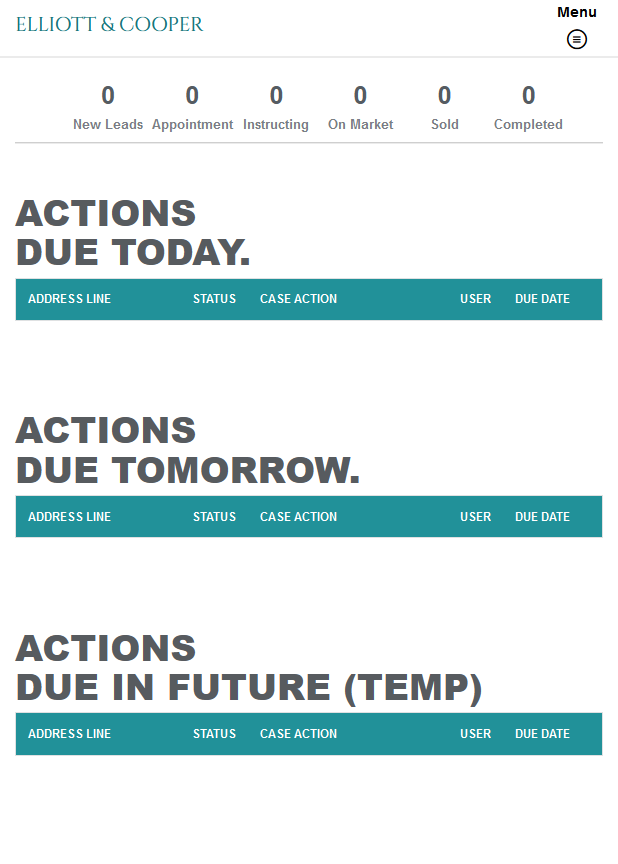 ELLIOTT & COOPER
Menu
0 0 0 0 0 0
New Leads Appointment Instructing On Market Sold Completed
ACTIONS
DUE TODAY.
ADDRESS LINE STATUS CASE ACTION USER DUE DATE
ACTIONS
DUE TOMORROW.
ADDRESS LINE STATUS CASE ACTION USER DUE DATE
ACTIONS
DUE IN FUTURE (TEMP)
ADDRESS LINE STATUS CASE ACTION USER DUE DATE